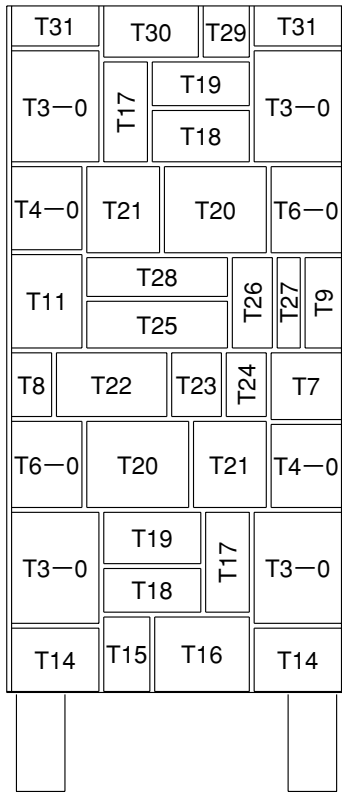 T31 T30 T29 T31
T3—0 T17 T19 T3—0
T18
T4—0 T21 T20 T6—0
T11 T28 T26 T27 T9
T25
T8 T22 T23 T24 T7
T6—0 T20 T21 T4—0
T3—0 T19 T17 T3—0
T18
T14 T15 T16 T14